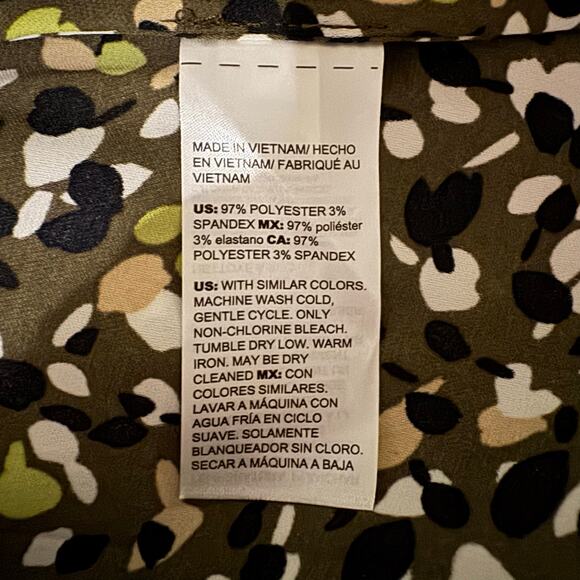 MADE IN VIETNAM/ HECHO
EN VIETNAM/ FABRIQUÉ AU
VIETNAM
US: 97% POLYESTER 3%
SPANDEX MX: 97% poliéster
3% elastano CA: 97%
POLYESTER 3% SPANDEX
US: WITH SIMILAR COLORS.
MACHINE WASH COLD,
GENTLE CYCLE. ONLY
NON-CHLORINE BLEACH.
TUMBLE DRY LOW. WARM
IRON. MAY BE DRY
CLEANED MX: CON
COLORES SIMILARES.
LAVAR A MÁQUINA CON
AGUA FRÍA EN CICLO
SUAVE. SOLAMENTE
BLANQUEADOR SIN CLORO.
SECAR A MÁQUINA A BAJA